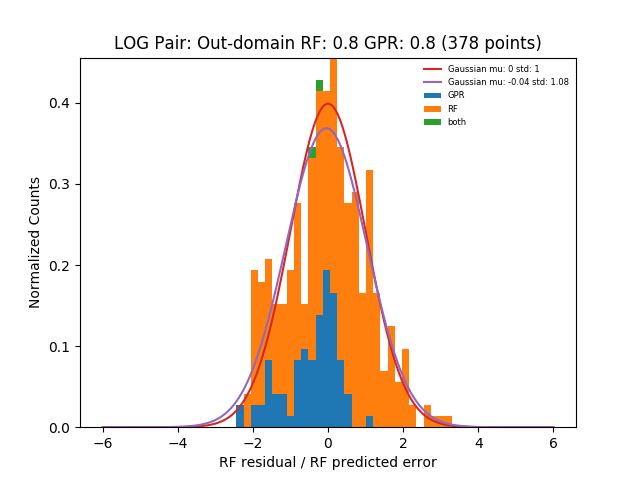 LOG Pair: Out-domain RF: 0.8 GPR: 0.8 (378 points)
Gaussian mu: 0 std: 1
Gaussian mu: -0.04 std: 1.08
GPR
RF
both
Normalized Counts
0.4
0.3
0.2
0.1
0.0
−6 −4 −2 0 2 4 6
RF residual / RF predicted error